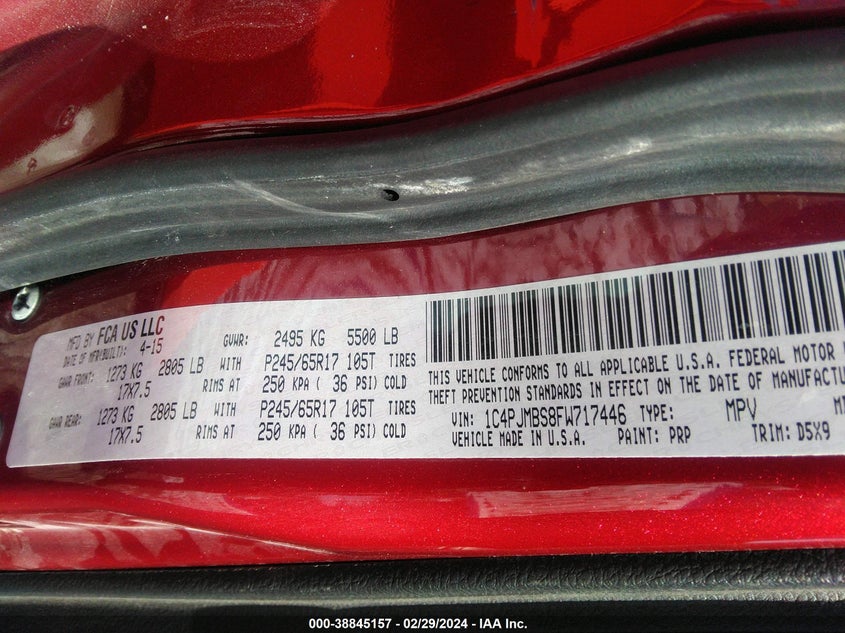 MFD BY FCA US LLC
DATE OF MFR(BUILT): 4-15 GVWR: 2495 KG 5500 LB
GAWR FRONT: 1273 KG 2805 LB WITH P245/65R17 105T TIRES
17X7.5 RIMS AT 250 KPA ( 36 PSI) COLD
GAWR REAR: 1273 KG 2805 LB WITH P245/65R17 105T TIRES
17X7.5 RIMS AT 250 KPA ( 36 PSI) COLD
THIS VEHICLE CONFORMS TO ALL APPLICABLE U.S.A. FEDERAL MOTOR
THEFT PREVENTION STANDARDS IN EFFECT ON THE DATE OF MANUFACTU
VIN: 1C4PJMBS8FW717446 TYPE: MPV
VEHICLE MADE IN U.S.A. PAINT: PRP TRIM: D5X9
000-38845157 - 02/29/2024 - IAA Inc.